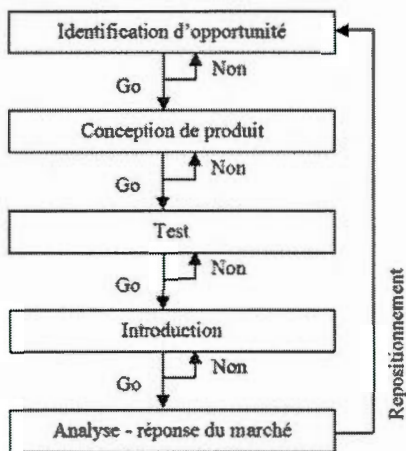 Identification d'opportunité
Non
Go
Conception de produit
Non
Go
Test
Non
Go
Introduction
Non
Go
Analyse - réponse du marché
Repositionnement